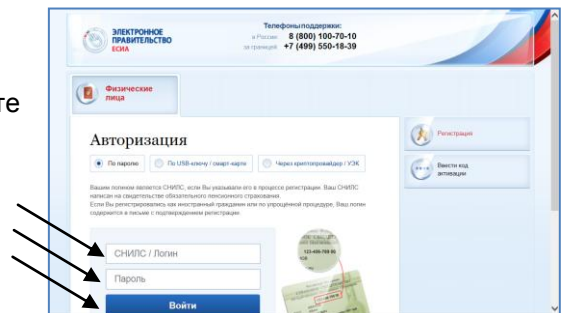 те
ЭЛЕКТРОННОЕ
ПРАВИТЕЛЬСТВО
ЕСИА
Телефоны поддержки:
в России 8 (800) 100-70-10
за границей +7 (499) 550-18-39
Физические
лица
Авторизация
По паролю
По USB-ключу / смарт-карте
Через криптопровайдер / УЭК
Вашим логином является СНИЛС, если Вы указывали его в процессе регистрации. Ваш СНИЛС
написан на свидетельстве обязательного пенсионного страхования.
Если Вы регистрировались как иностранный гражданин или по упрощённой процедуре, Ваш логин
содержится в письме с подтверждением регистрации.
СНИЛС / Логин
Пароль
Войти
Регистрация
Ввести код
активации